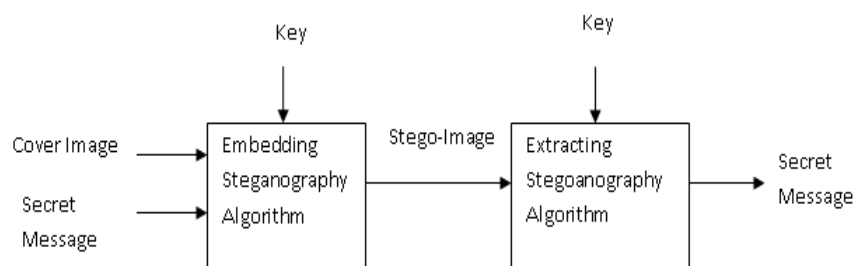 Key
Key
Cover Image
Secret
Message
Embedding
Steganography
Algorithm
Stego-Image
Extracting
Stegoanography
Algorithm
Secret
Message